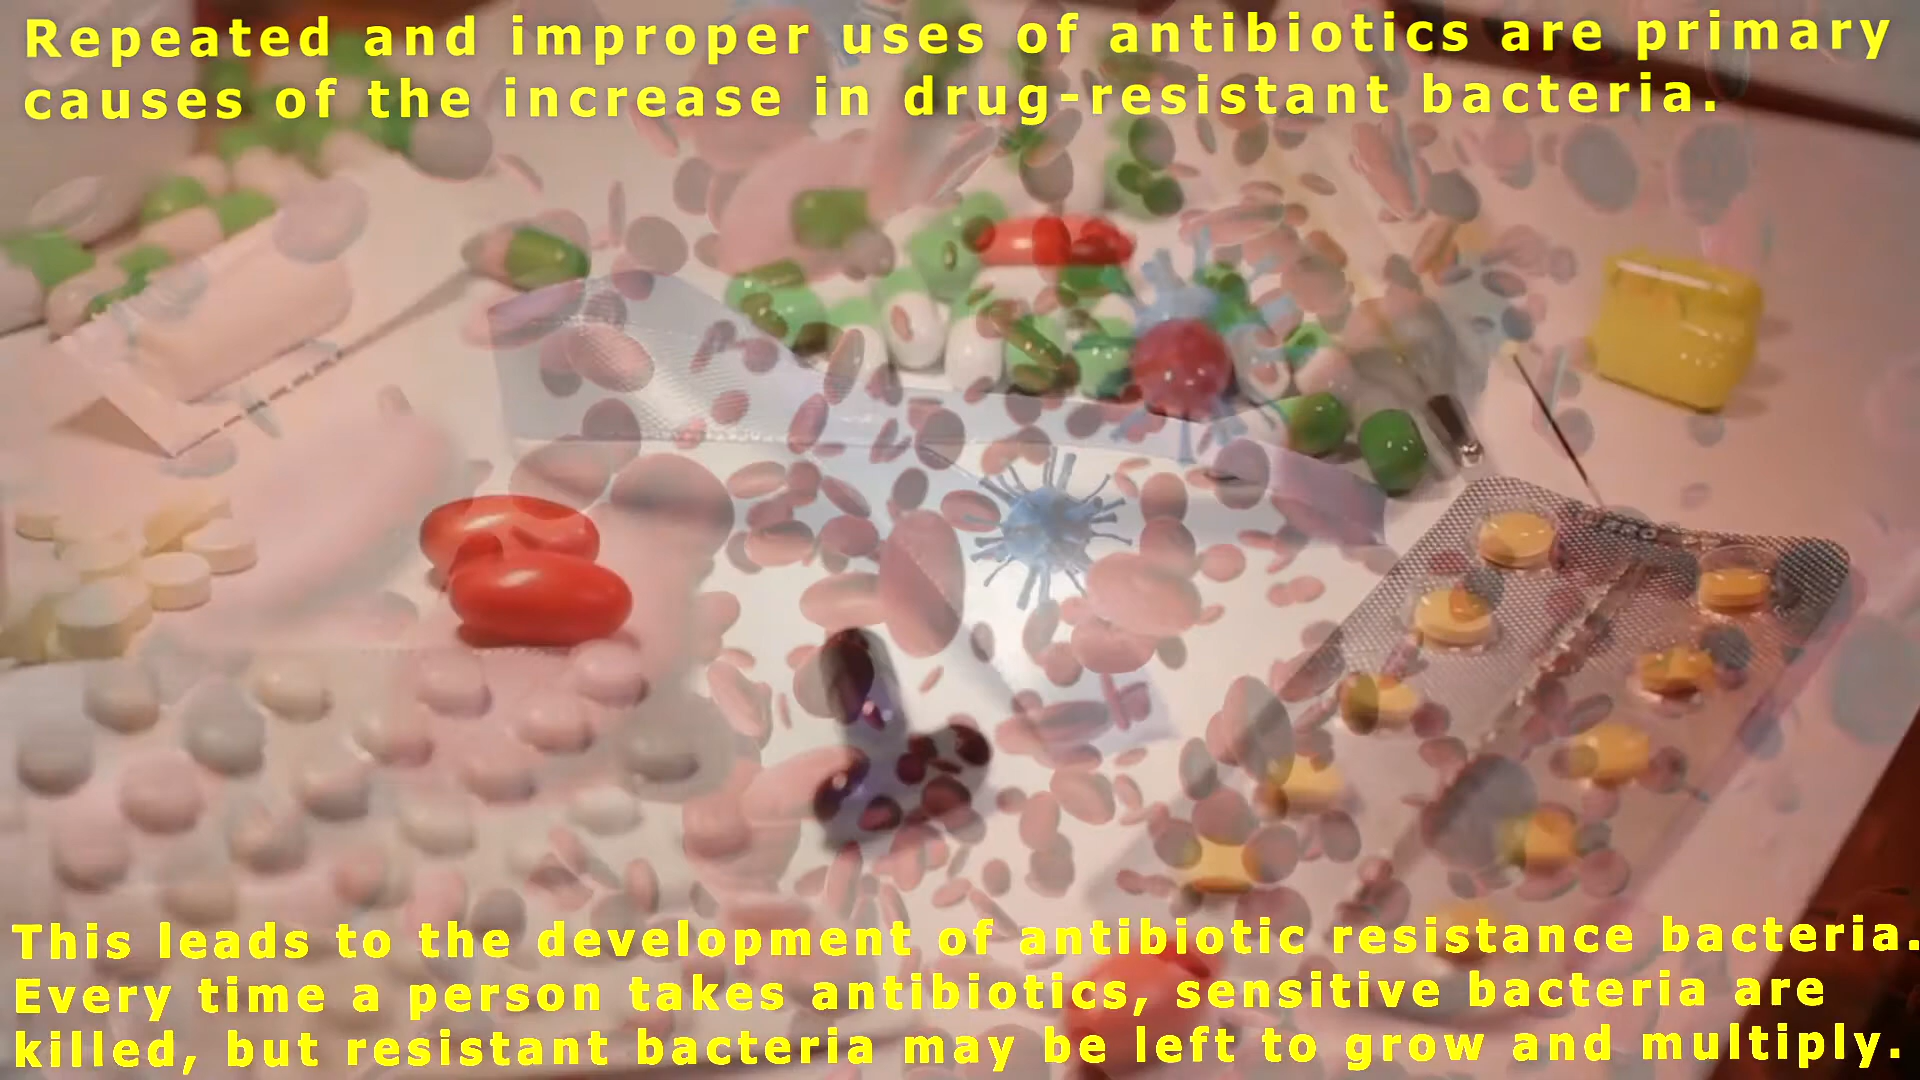 Repeated and improper uses of antibiotics are primary
causes of the increase in drug-resistant bacteria.
This leads to the development of antibiotic resistance bacteria.
Every time a person takes antibiotics, sensitive bacteria are
killed, but resistant bacteria may be left to grow and multiply.